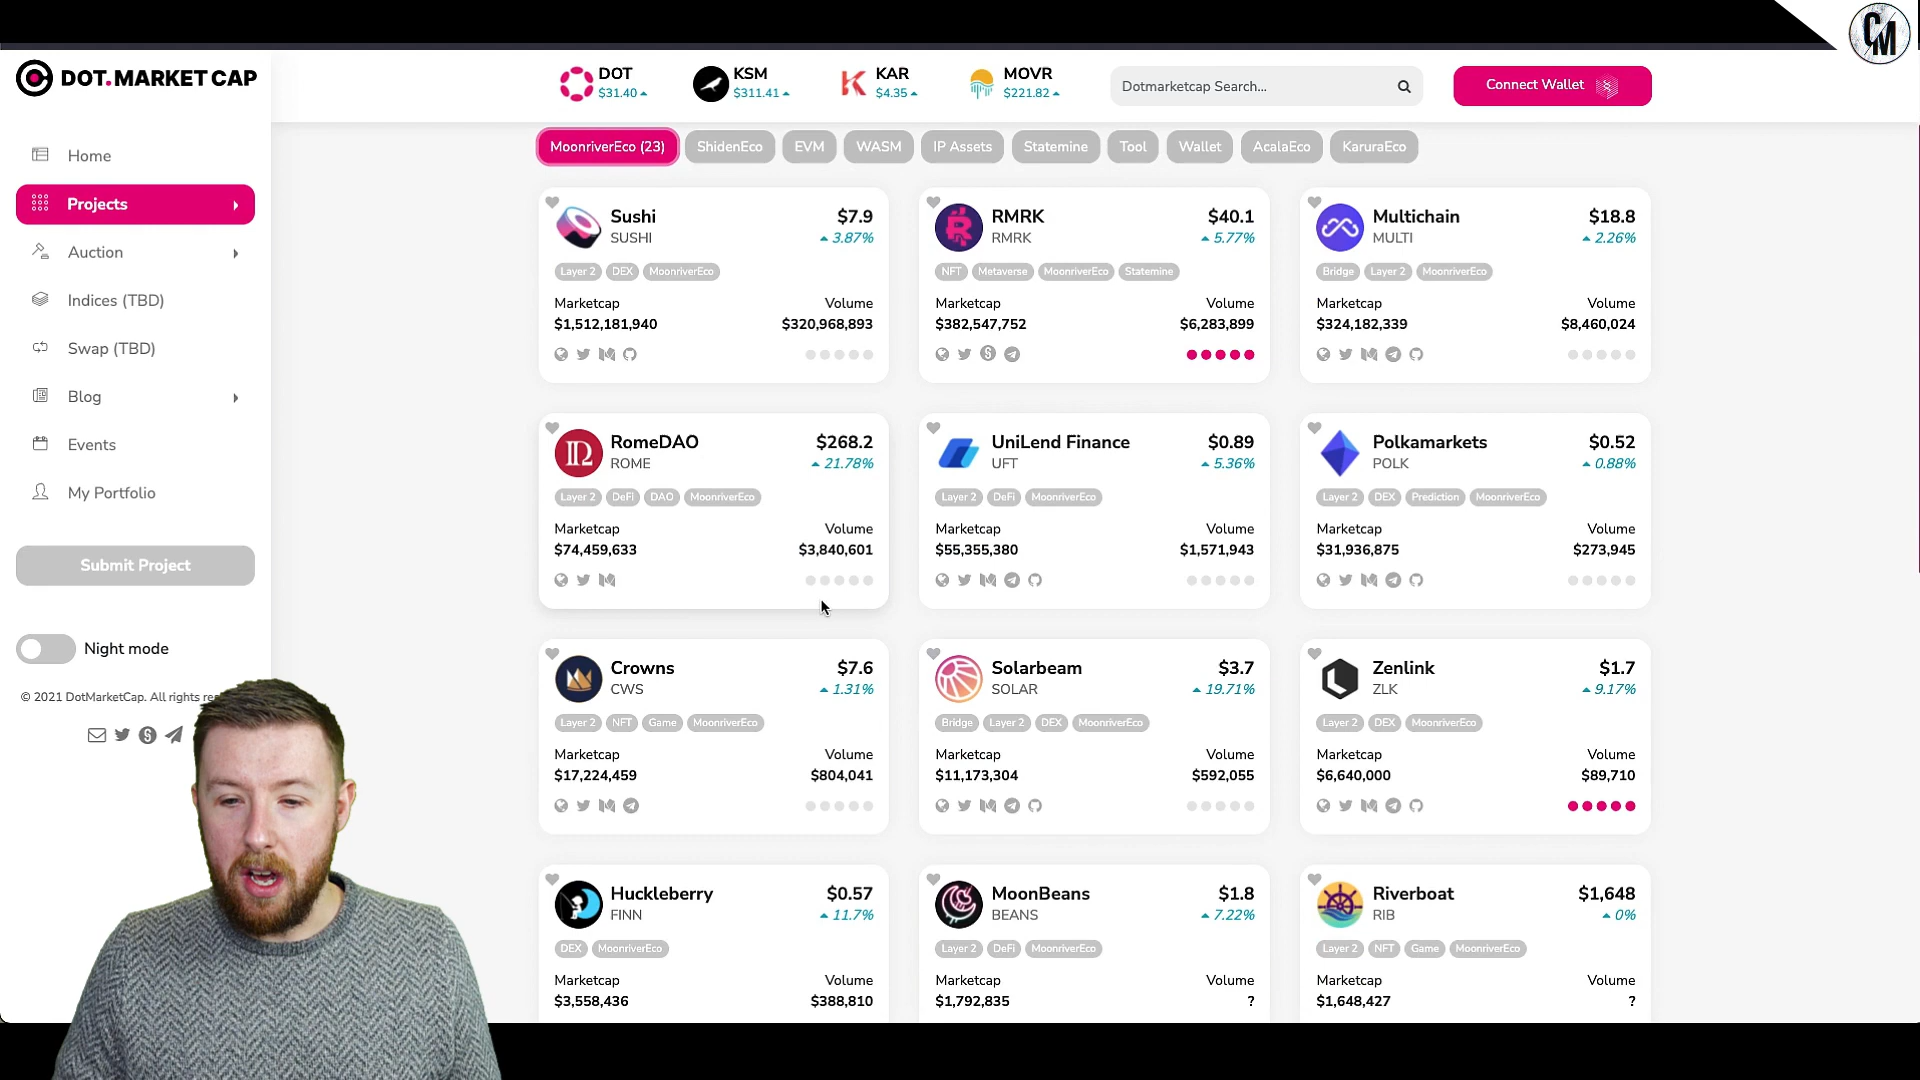 CM
DOT.MARKET CAP
DOT
$31.40
KSM
$311.41
KAR
$4.35
MOVR
$221.82
Dotmarketcap Search...
Connect Wallet
Home
Projects
Auction
Indices (TBD)
Swap (TBD)
Blog
Events
My Portfolio
Submit Project
Night mode
© 2021 DotMarketCap. All rights
MoonriverEco (23) ShidenEco EVM WASM IP Assets Statemine Tool Wallet AcalaEco KaruraEco
Sushi $7.9
SUSHI 3.87%
Layer 2 DEX MoonriverEco
Marketcap Volume
$1,512,181,940 $320,968,893
RMRK $40.1
RMRK 5.77%
NFT Metaverse MoonriverEco Statemine
Marketcap Volume
$382,547,752 $6,283,899
Multichain $18.8
MULTI 2.26%
Bridge Layer 2 MoonriverEco
Marketcap Volume
$324,182,339 $8,460,024
RomeDAO $268.2
ROME 21.78%
Layer 2 DeFi DAO MoonriverEco
Marketcap Volume
$74,459,633 $3,840,601
UniLend Finance $0.89
UFT 5.36%
Layer 2 DeFi MoonriverEco
Marketcap Volume
$55,355,380 $1,571,943
Polkamarkets $0.52
POLK 0.88%
Layer 2 DEX Prediction MoonriverEco
Marketcap Volume
$31,936,875 $273,945
Crowns $7.6
CWS 1.31%
Layer 2 NFT Game MoonriverEco
Marketcap Volume
$17,224,459 $804,041
Solarbeam $3.7
SOLAR 19.71%
Bridge Layer 2 DEX MoonriverEco
Marketcap Volume
$11,173,304 $592,055
Zenlink $1.7
ZLK 9.17%
Layer 2 DEX MoonriverEco
Marketcap Volume
$6,640,000 $89,710
Huckleberry $0.57
FINN 11.7%
DEX MoonriverEco
Marketcap Volume
$3,558,436 $388,810
MoonBeans $1.8
BEANS 7.22%
Layer 2 DeFi MoonriverEco
Marketcap Volume
$1,792,835 ?
Riverboat $1,648
RIB 0%
Layer 2 NFT Game MoonriverEco
Marketcap Volume
$1,648,427 ?